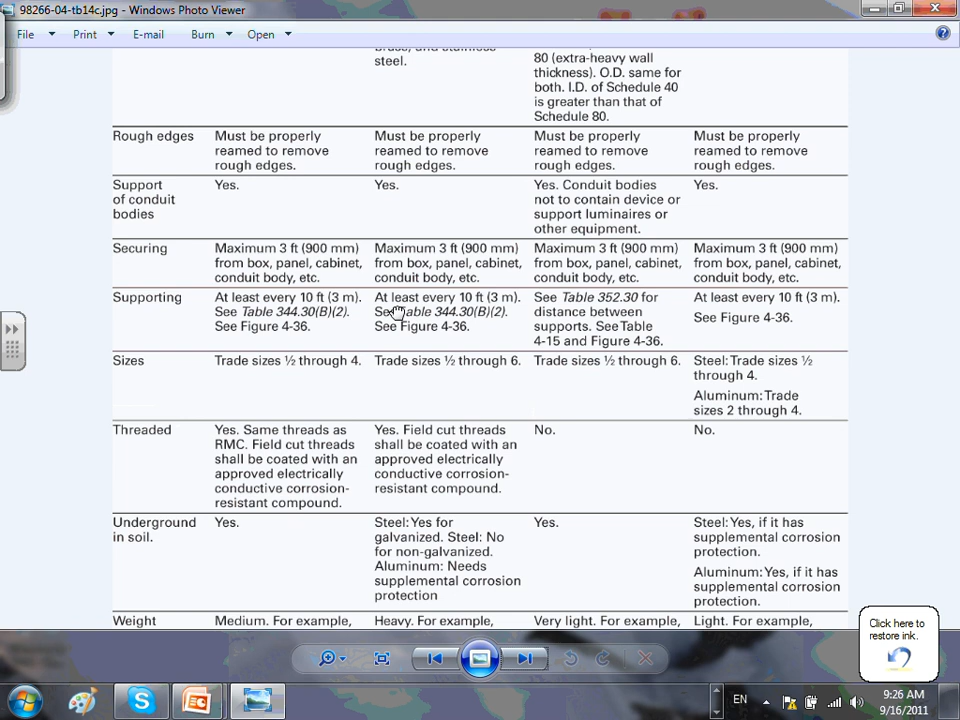 98266-04-tb14c.jpg - Windows Photo Viewer
File Print E-mail Burn Open
steel.
80 (extra-heavy wall
thickness). O.D. same for
both. I.D. of Schedule 40
is greater than that of
Schedule 80.
Rough edges
Must be properly
reamed to remove
rough edges.
Must be properly
reamed to remove
rough edges.
Must be properly
reamed to remove
rough edges.
Must be properly
reamed to remove
rough edges.
Support
of conduit
bodies
Yes.
Yes.
Yes. Conduit bodies
not to contain device or
support luminaires or
other equipment.
Yes.
Securing
Maximum 3 ft (900 mm)
from box, panel, cabinet,
conduit body, etc.
Maximum 3 ft (900 mm)
from box, panel, cabinet,
conduit body, etc.
Maximum 3 ft (900 mm)
from box, panel, cabinet,
conduit body, etc.
Maximum 3 ft (900 mm)
from box, panel, cabinet,
conduit body, etc.
Supporting
At least every 10 ft (3 m).
See Table 344.30(B)(2).
See Figure 4-36.
At least every 10 ft (3 m).
See Table 344.30(B)(2).
See Figure 4-36.
See Table 352.30 for
distance between
supports. See Table
4-15 and Figure 4-36.
At least every 10 ft (3 m).
See Figure 4-36.
Sizes
Trade sizes ½ through 4.
Trade sizes ½ through 6.
Trade sizes ½ through 6.
Steel: Trade sizes ½
through 4.
Aluminum: Trade
sizes 2 through 4.
Threaded
Yes. Same threads as
RMC. Field cut threads
shall be coated with an
approved electrically
conductive corrosion-
resistant compound.
Yes. Field cut threads
shall be coated with an
approved electrically
conductive corrosion-
resistant compound.
No.
No.
Underground
in soil.
Yes.
Steel: Yes for
galvanized. Steel: No
for non-galvanized.
Aluminum: Needs
supplemental corrosion
protection
Yes.
Steel: Yes, if it has
supplemental corrosion
protection.
Aluminum: Yes, if it has
supplemental corrosion
protection.
Weight
Medium. For example,
Heavy. For example,
Very light. For example,
Light. For example,
Click here to
restore ink.
EN
9:26 AM
9/16/2011